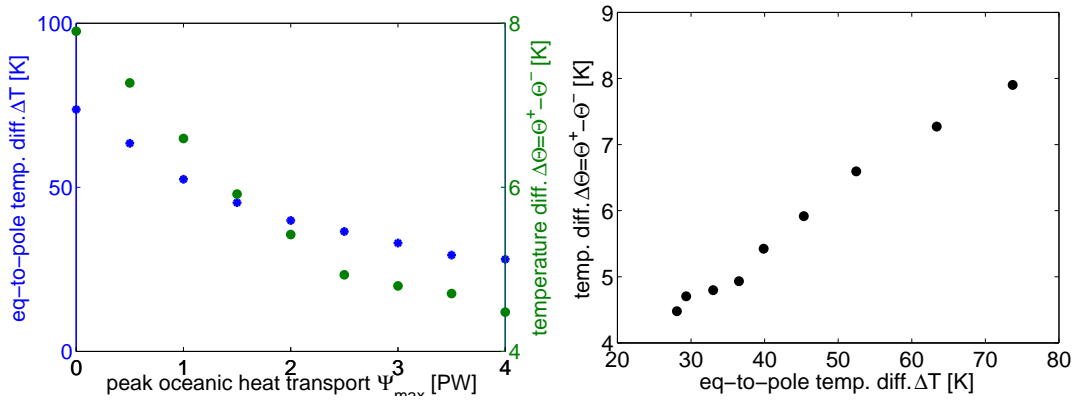 100
50
0
eq−to−pole temp. diff.ΔT [K]
8
6
4
temperature diff. ΔΘ=Θ⁺−Θ⁻ [K]
0 1 2 3 4
peak oceanic heat transport Ψmax [PW]
9
8
7
6
5
4
temp. diff.ΔΘ=Θ⁺−Θ⁻ [K]
20 30 40 50 60 70 80
eq−to−pole temp. diff.ΔT [K]